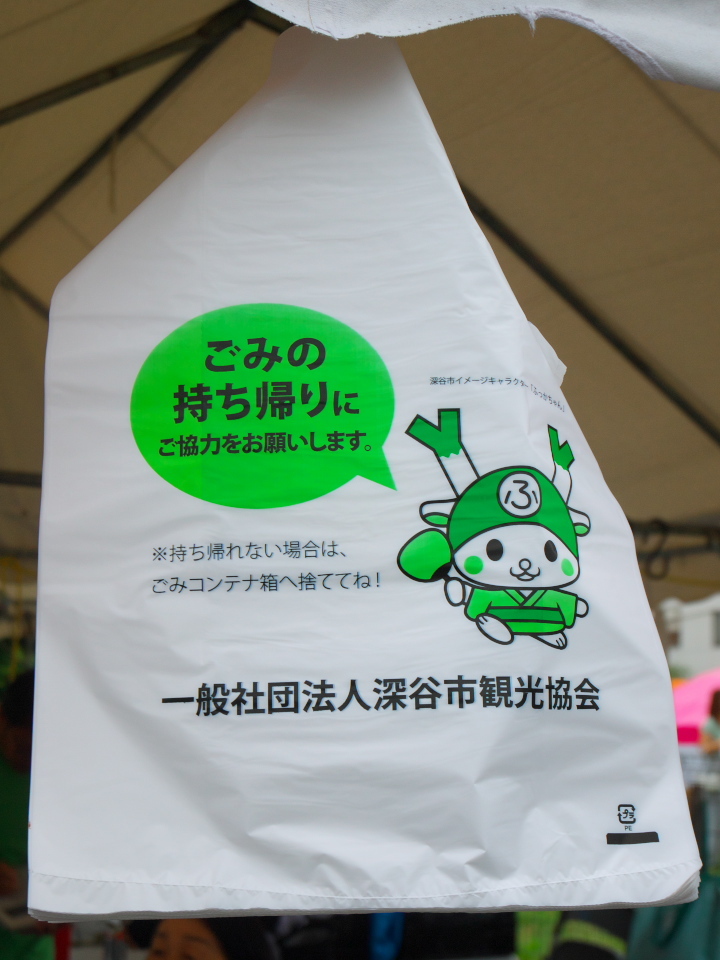 ごみの
持ち帰りに
ご協力をお願いします。
深谷市イメージキャラクター「ふっかちゃん」
ふ
※持ち帰れない場合は、
ごみコンテナ箱へ捨ててね！
一般社団法人深谷市観光協会
プラ
PE